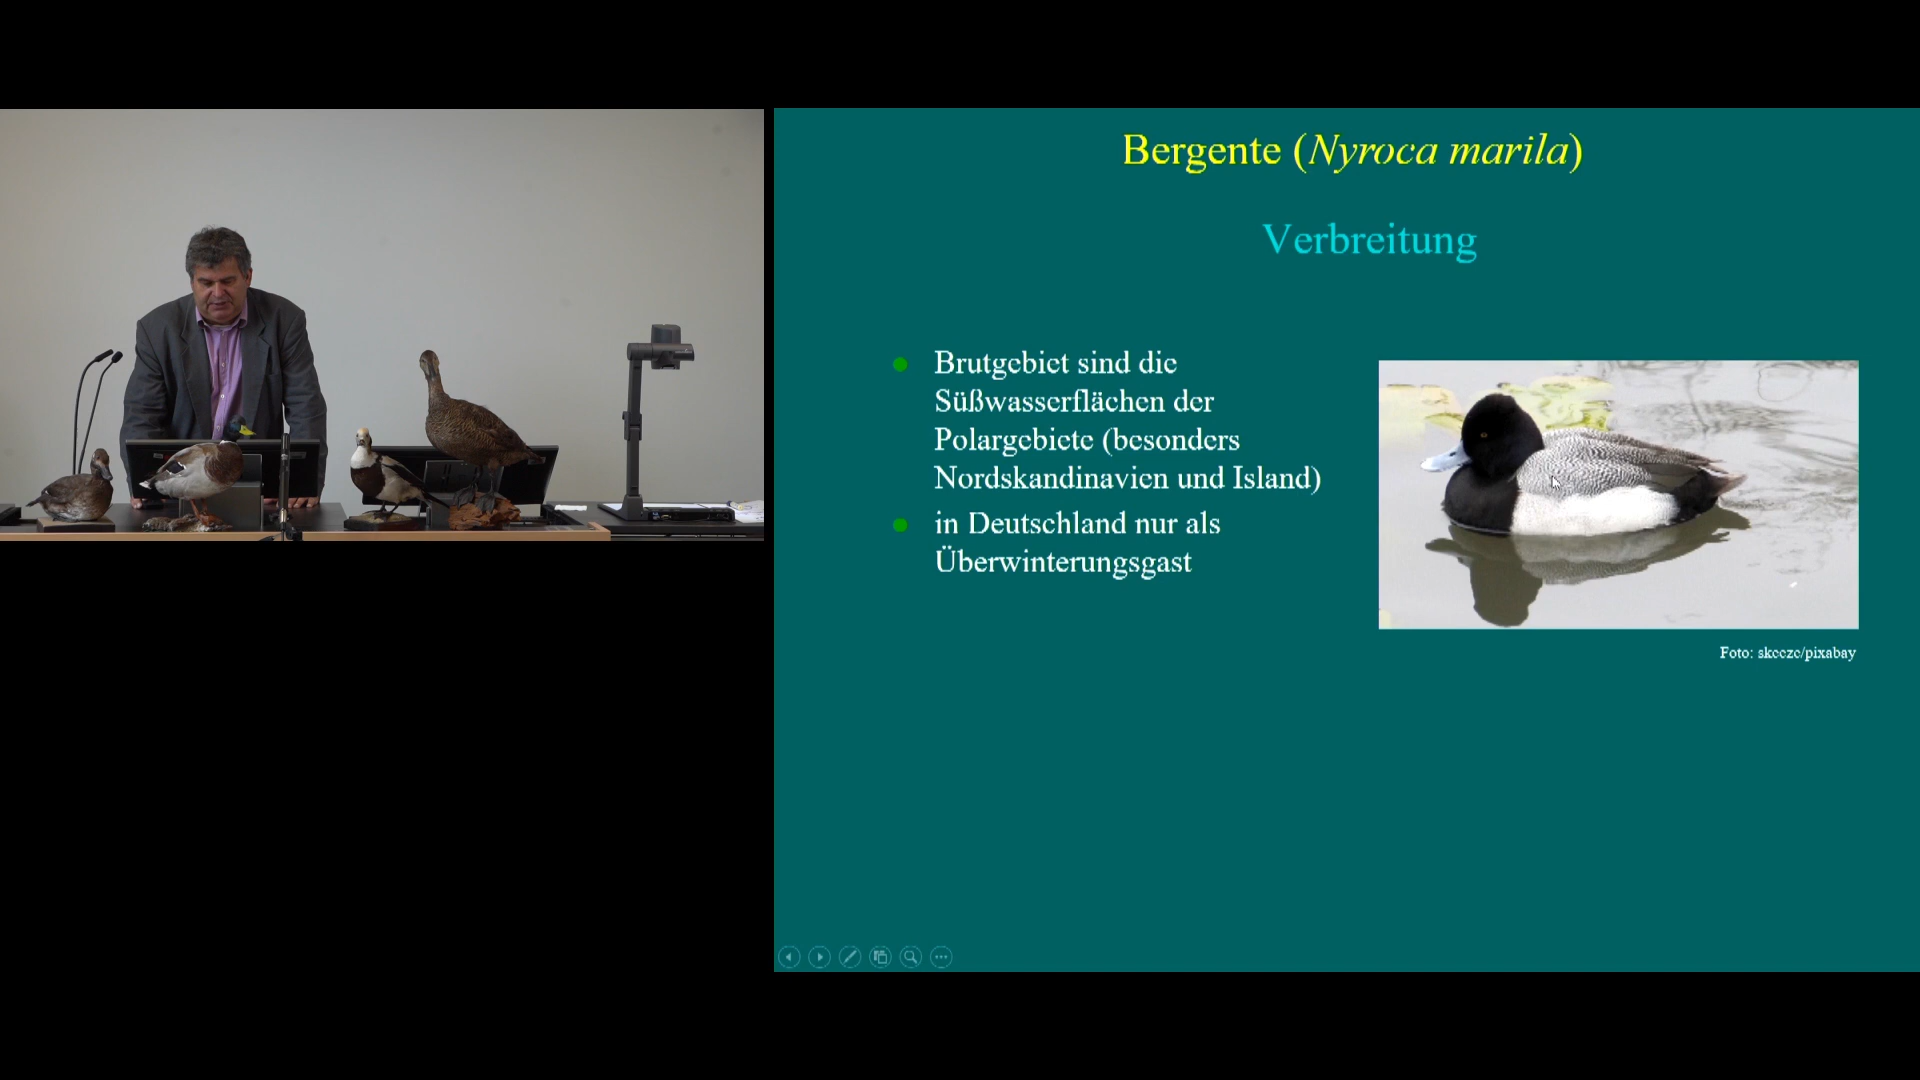 Bergente (Nyroca marila)
Verbreitung
Brutgebiet sind die
Süßwasserflächen der
Polargebiete (besonders
Nordskandinavien und Island)
in Deutschland nur als
Überwinterungsgast
Foto: skeeze/pixabay